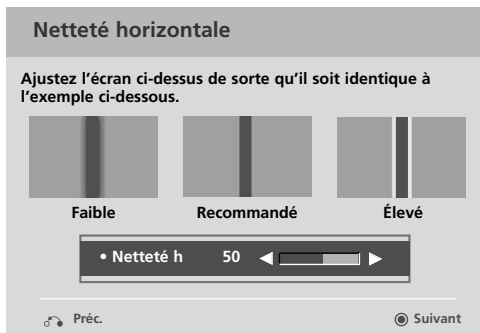 Netteté horizontale
Ajustez l'écran ci-dessus de sorte qu'il soit identique à
l'exemple ci-dessous.
Faible Recommandé Élevé
• Netteté h 50
Préc. Suivant